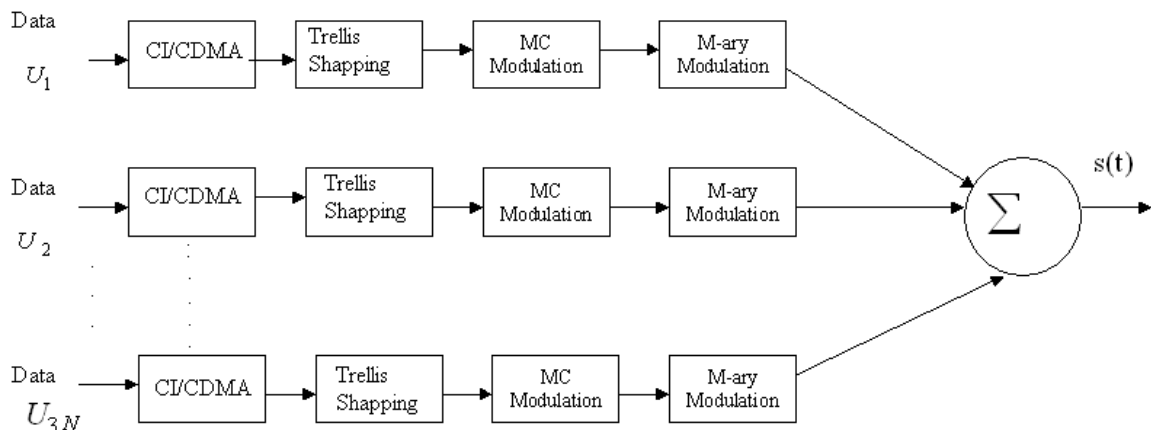 Data
U1
CI/CDMA
Trellis
Shapping
MC
Modulation
M-ary
Modulation
Data
U2
CI/CDMA
Trellis
Shapping
MC
Modulation
M-ary
Modulation
∑
s(t)
Data
U3N
CI/CDMA
Trellis
Shapping
MC
Modulation
M-ary
Modulation